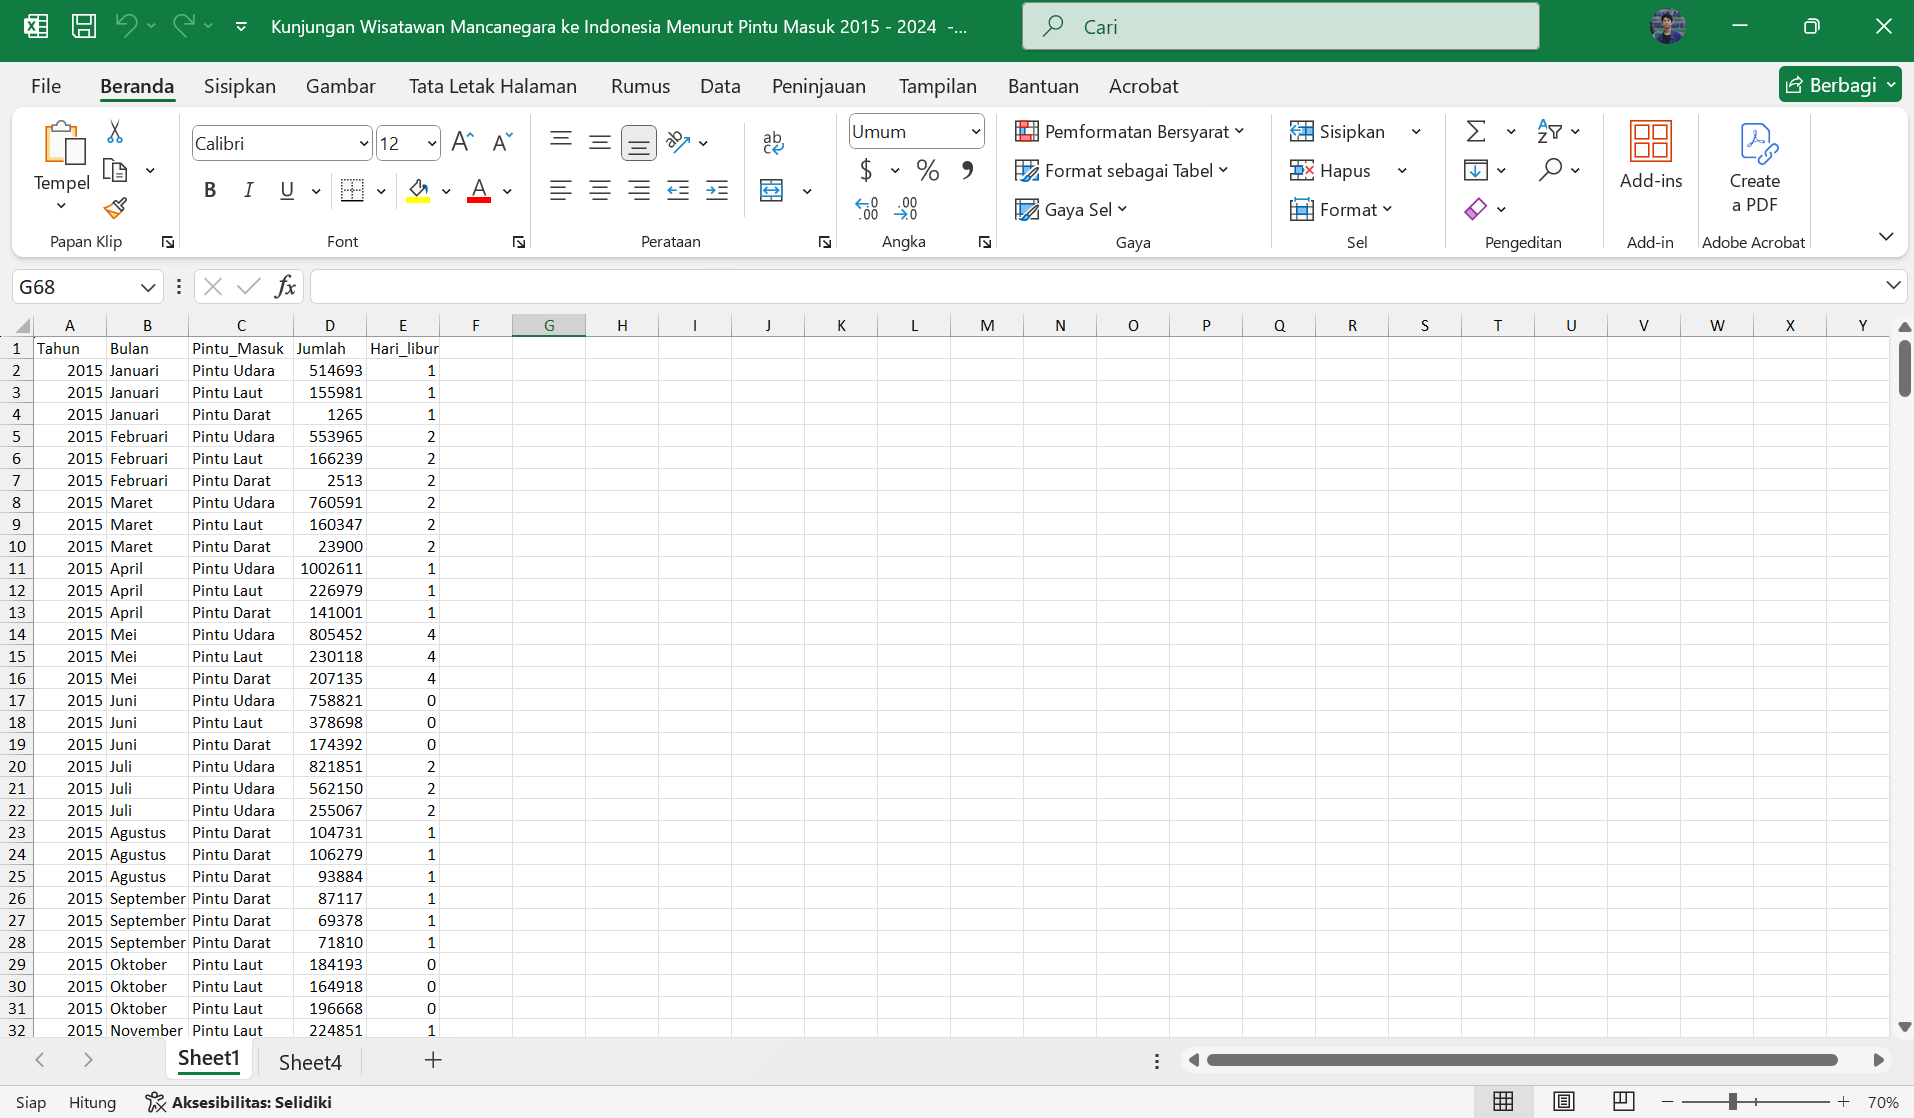 Kunjungan Wisatawan Mancanegara ke Indonesia Menurut Pintu Masuk 2015 - 2024 -...
Cari
File Beranda Sisipkan Gambar Tata Letak Halaman Rumus Data Peninjauan Tampilan Bantuan Acrobat Berbagi
Tempel
Papan Klip
Calibri 12
B I U A
Font
ab
Perataan
Umum
$ % ,
Angka
Pemformatan Bersyarat
Format sebagai Tabel
Gaya Sel
Gaya
Sisipkan
Hapus
Format
Sel
Pengeditan
Add-ins
Add-in
Create a PDF
Adobe Acrobat
G68 fx
A B C D E F G H I J K L M N O P Q R S T U V W X Y
1 Tahun Bulan Pintu_Masuk Jumlah Hari_libur
2 2015 Januari Pintu Udara 514693 1
3 2015 Januari Pintu Laut 155981 1
4 2015 Januari Pintu Darat 1265 1
5 2015 Februari Pintu Udara 553965 2
6 2015 Februari Pintu Laut 166239 2
7 2015 Februari Pintu Darat 2513 2
8 2015 Maret Pintu Udara 760591 2
9 2015 Maret Pintu Laut 160347 2
10 2015 Maret Pintu Darat 23900 2
11 2015 April Pintu Udara 1002611 1
12 2015 April Pintu Laut 226979 1
13 2015 April Pintu Darat 141001 1
14 2015 Mei Pintu Udara 805452 4
15 2015 Mei Pintu Laut 230118 4
16 2015 Mei Pintu Darat 207135 4
17 2015 Juni Pintu Udara 758821 0
18 2015 Juni Pintu Laut 378698 0
19 2015 Juni Pintu Darat 174392 0
20 2015 Juli Pintu Udara 821851 2
21 2015 Juli Pintu Udara 562150 2
22 2015 Juli Pintu Udara 255067 2
23 2015 Agustus Pintu Darat 104731 1
24 2015 Agustus Pintu Darat 106279 1
25 2015 Agustus Pintu Darat 93884 1
26 2015 September Pintu Darat 87117 1
27 2015 September Pintu Darat 69378 1
28 2015 September Pintu Darat 71810 1
29 2015 Oktober Pintu Laut 184193 0
30 2015 Oktober Pintu Laut 164918 0
31 2015 Oktober Pintu Laut 196668 0
32 2015 November Pintu Laut 224851 1
Sheet1 Sheet4
Siap Hitung Aksesibilitas: Selidiki 70%